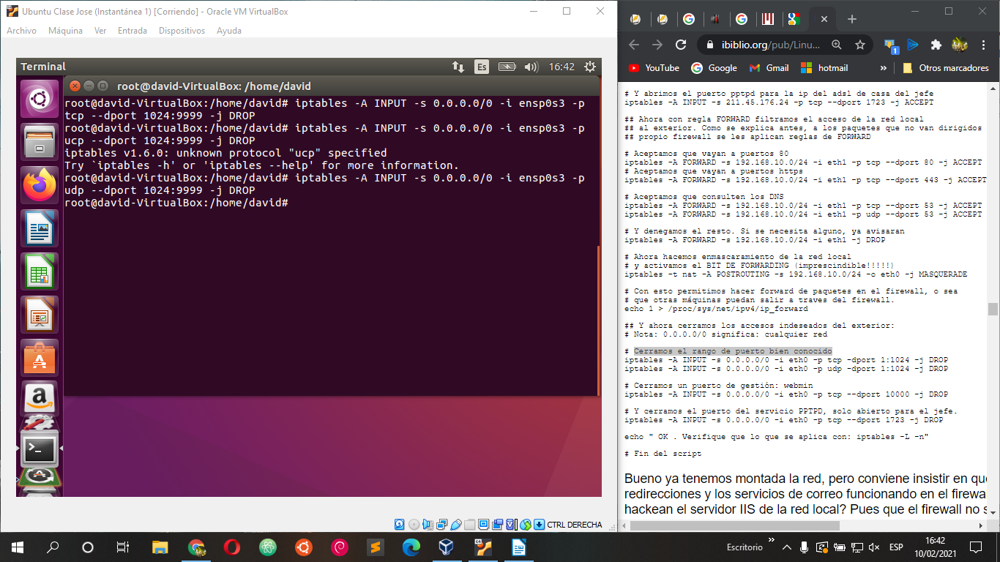 Ubuntu Clase Jose (Instantánea 1) [Corriendo] - Oracle VM VirtualBox
Archivo Máquina Ver Entrada Dispositivos Ayuda
Terminal
Es
16:42
root@david-VirtualBox: /home/david
root@david-VirtualBox:/home/david# iptables -A INPUT -s 0.0.0.0/0 -i ensp0s3 -p
tcp --dport 1024:9999 -j DROP
root@david-VirtualBox:/home/david# iptables -A INPUT -s 0.0.0.0/0 -i ensp0s3 -p
ucp --dport 1024:9999 -j DROP
iptables v1.6.0: unknown protocol "ucp" specified
Try `iptables -h' or 'iptables --help' for more information.
root@david-VirtualBox:/home/david# iptables -A INPUT -s 0.0.0.0/0 -i ensp0s3 -p
udp --dport 1024:9999 -j DROP
root@david-VirtualBox:/home/david#
CTRL DERECHA
ibiblio.org/pub/Linu...
1
YouTube Google Gmail hotmail » Otros marcadores
# Y abrimos el puerto pptpd para la ip del adsl de casa del jefe
iptables -A INPUT -s 211.45.176.24 -p tcp --dport 1723 -j ACCEPT
## Ahora con regla FORWARD filtramos el acceso de la red local
## al exterior. Como se explica antes, a los paquetes que no van dirigidos
## propio firewall se les aplican reglas de FORWARD
# Aceptamos que vayan a puertos 80
iptables -A FORWARD -s 192.168.10.0/24 -i eth1 -p tcp --dport 80 -j ACCEPT
# Aceptamos que vayan a puertos https
iptables -A FORWARD -s 192.168.10.0/24 -i eth1 -p tcp --dport 443 -j ACCEPT
# Aceptamos que consulten los DNS
iptables -A FORWARD -s 192.168.10.0/24 -i eth1 -p tcp --dport 53 -j ACCEPT
iptables -A FORWARD -s 192.168.10.0/24 -i eth1 -p udp --dport 53 -j ACCEPT
# Y denegamos el resto. Si se necesita alguno, ya avisaran
iptables -A FORWARD -s 192.168.10.0/24 -i eth1 -j DROP
# Ahora hacemos enmascaramiento de la red local
# y activamos el BIT DE FORWARDING (imprescindible!!!!!)
iptables -t nat -A POSTROUTING -s 192.168.10.0/24 -o eth0 -j MASQUERADE
# Con esto permitimos hacer forward de paquetes en el firewall, o sea
# que otras máquinas puedan salir a traves del firewall.
echo 1 > /proc/sys/net/ipv4/ip_forward
## Y ahora cerramos los accesos indeseados del exterior:
# Nota: 0.0.0.0/0 significa: cualquier red
# Cerramos el rango de puerto bien conocido
iptables -A INPUT -s 0.0.0.0/0 -i eth0 -p tcp -dport 1:1024 -j DROP
iptables -A INPUT -s 0.0.0.0/0 -i eth0 -p udp -dport 1:1024 -j DROP
# Cerramos un puerto de gestión: webmin
iptables -A INPUT -s 0.0.0.0/0 -i eth0 -p tcp --dport 10000 -j DROP
# Y cerramos el puerto del servicio PPTPD, solo abierto para el jefe.
iptables -A INPUT -s 0.0.0.0/0 -i eth0 -p tcp --dport 1723 -j DROP
echo " OK . Verifique que lo que se aplica con: iptables -L -n"
# Fin del script
Bueno ya tenemos montada la red, pero conviene insistir en qu
redirecciones y los servicios de correo funcionando en el firewa
hackean el servidor IIS de la red local? Pues que el firewall no s
Escritorio » ESP
16:42
10/02/2021